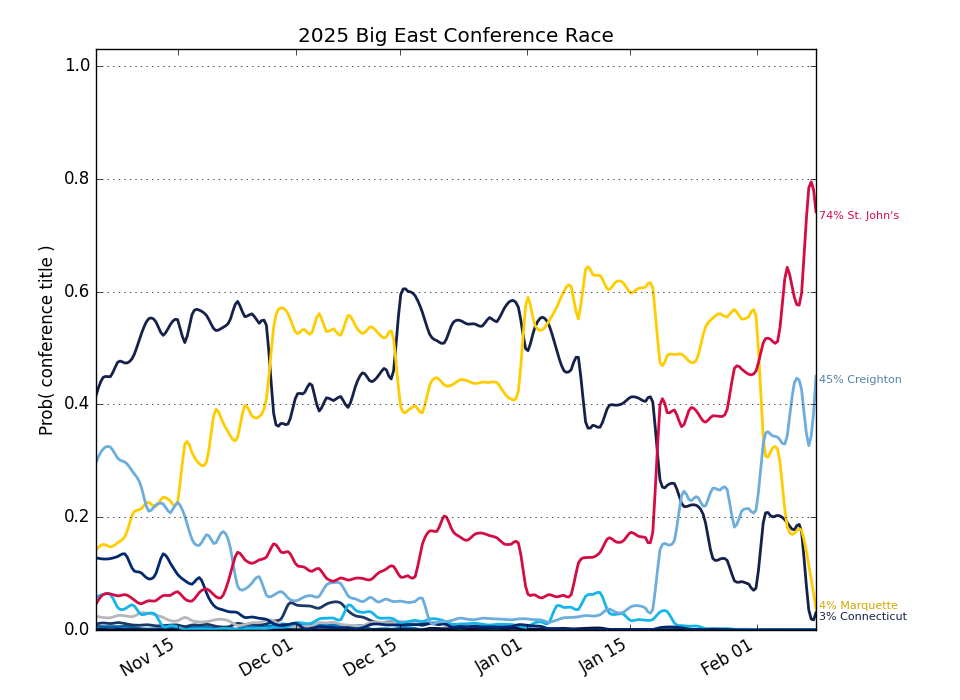 2025 Big East Conference Race
Prob( conference title )
1.0
0.8
0.6
0.4
0.2
0.0
74% St. John's
45% Creighton
4% Marquette
3% Connecticut
Nov 15
Dec 01
Dec 15
Jan 01
Jan 15
Feb 01